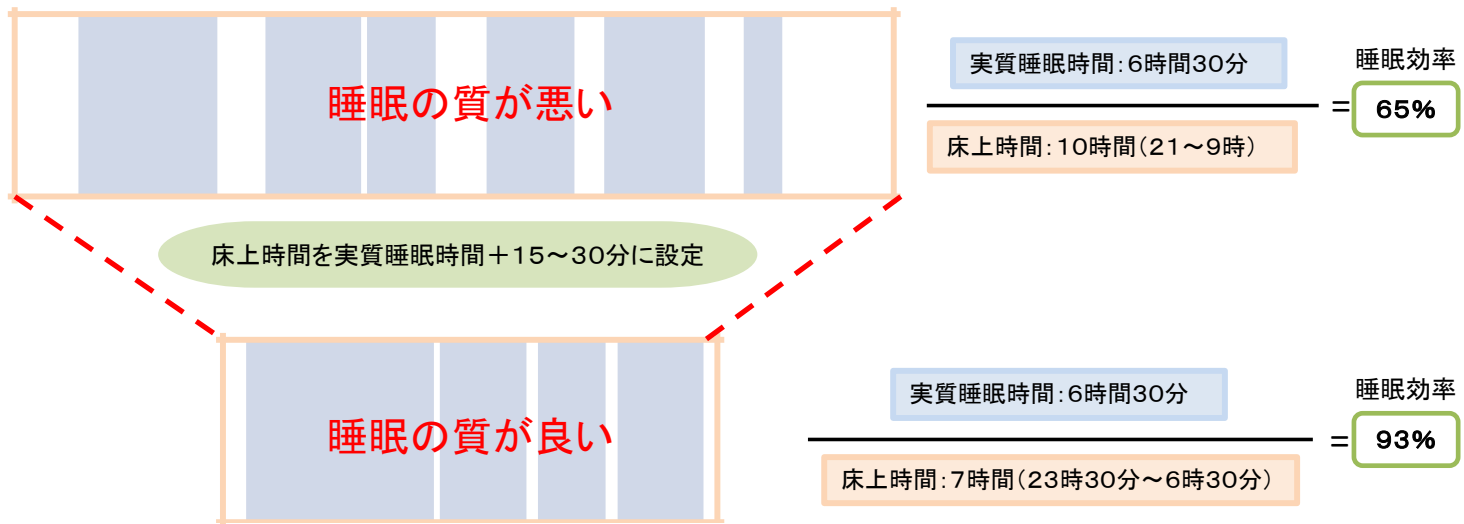 睡眠の質が悪い
実質睡眠時間：6時間30分
床上時間：10時間（21～9時）
=
睡眠効率
65%
床上時間を実質睡眠時間＋15～30分に設定
睡眠の質が良い
実質睡眠時間：6時間30分
床上時間：7時間（23時30分～6時30分）
=
睡眠効率
93%